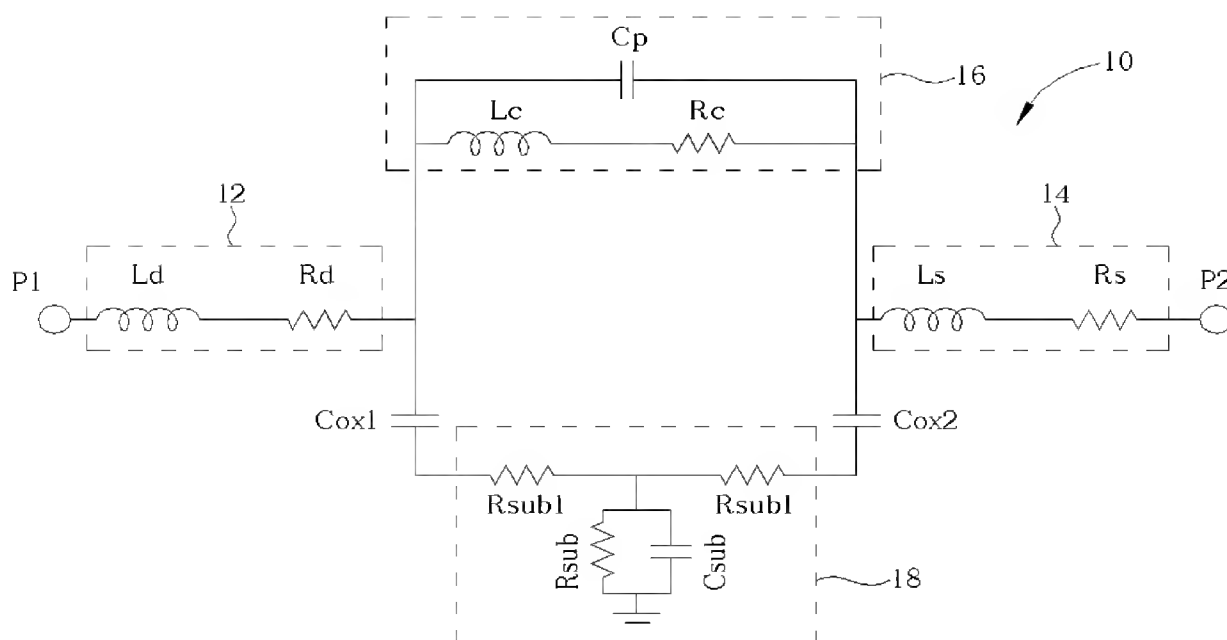 Cp
16
10
Lc
Rc
12
14
P1
Ld
Rd
Ls
Rs
P2
Cox1
Cox2
Rsub1
Rsub1
Rsub
Csub
18